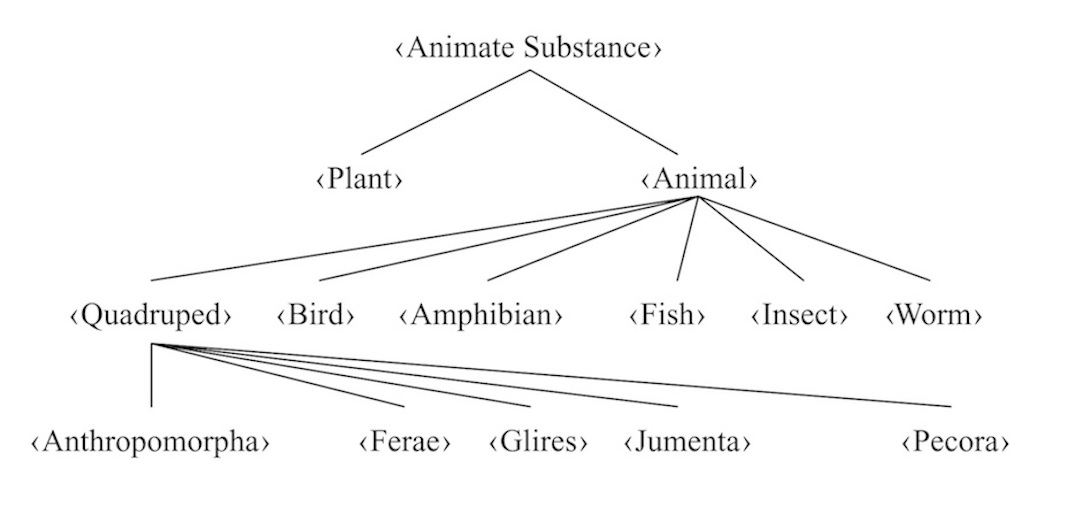 ‹Animate Substance›
‹Plant› ‹Animal›
‹Quadruped› ‹Bird› ‹Amphibian› ‹Fish› ‹Insect› ‹Worm›
‹Anthropomorpha› ‹Ferae› ‹Glires› ‹Jumenta› ‹Pecora›